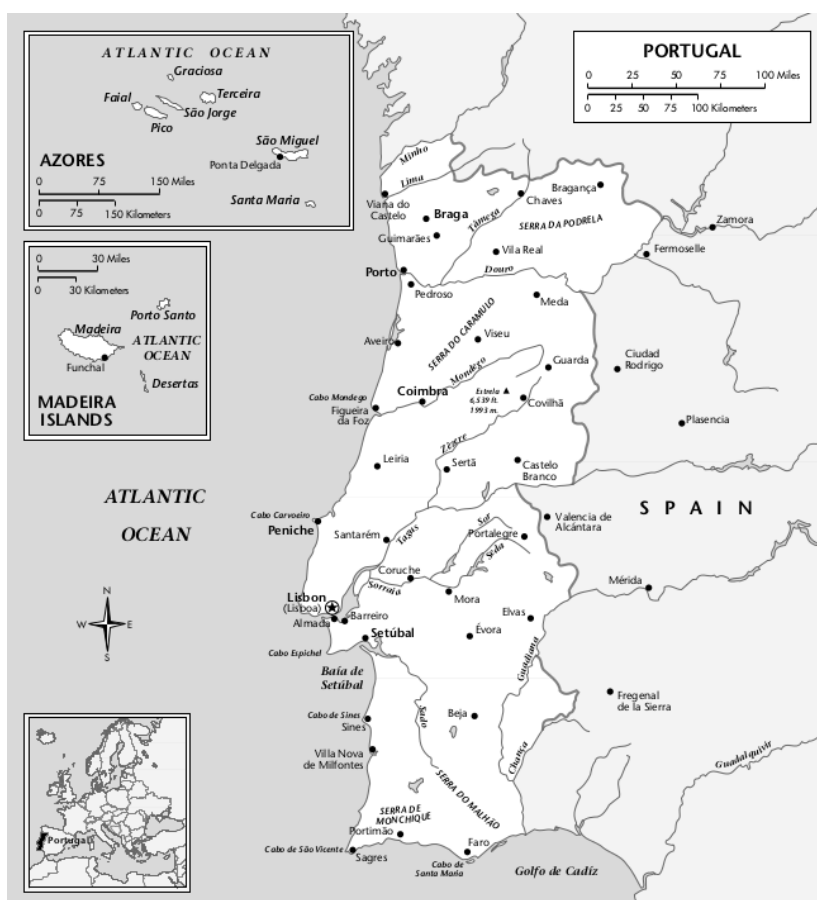 ATLANTIC OCEAN
Graciosa
Terceira
Faial
São Jorge
Pico
São Miguel
AZORES
Ponta Delgada
0 75 150 Miles
0 75 150 Kilometers
Santa Maria
PORTUGAL
0 25 50 75 100 Miles
0 25 50 75 100 Kilometers
0 30 Miles
0 30 Kilometers
Porto Santo
Madeira
ATLANTIC
OCEAN
Funchal
Desertas
MADEIRA
ISLANDS
Minho
Lima
Viana do
Castelo
Braga
Guimarães
Tâmega
Chaves
Bragança
SERRA DA PODRELA
Vila Real
Zamora
Fermoselle
Porto
Douro
Pedroso
Meda
SERRA DO CARAMULO
Aveiro
Viseu
Mondego
Guarda
Ciudad
Rodrigo
Cabo Mondego
Coimbra
Estrela
6,539 ft.
1993 m.
Covilhã
Figueira
da Foz
Plasencia
Zêzere
Leiria
Sertã
Castelo
Branco
ATLANTIC
OCEAN
SPAIN
Cabo Carvoeiro
Peniche
Santarém
Tagus
Sor
Portalegre
Seda
Valencia de
Alcántara
Coruche
Sorraia
Mora
Mérida
Lisbon
(Lisboa)
Almada
Barreiro
Elvas
Setúbal
Évora
Guadiana
Cabo Espichel
Baía de
Setúbal
Fregenal
de la Sierra
Cabo de Sines
Sines
Sado
Beja
Villa Nova
de Milfontes
Chança
Guadalquivir
SERRA DO MALHÃO
SERRA DE
MONCHIQUE
Portimão
Cabo de São Vicente
Sagres
Faro
Cabo de
Santa Maria
Golfo de Cadíz
N
W E
S
Portugal